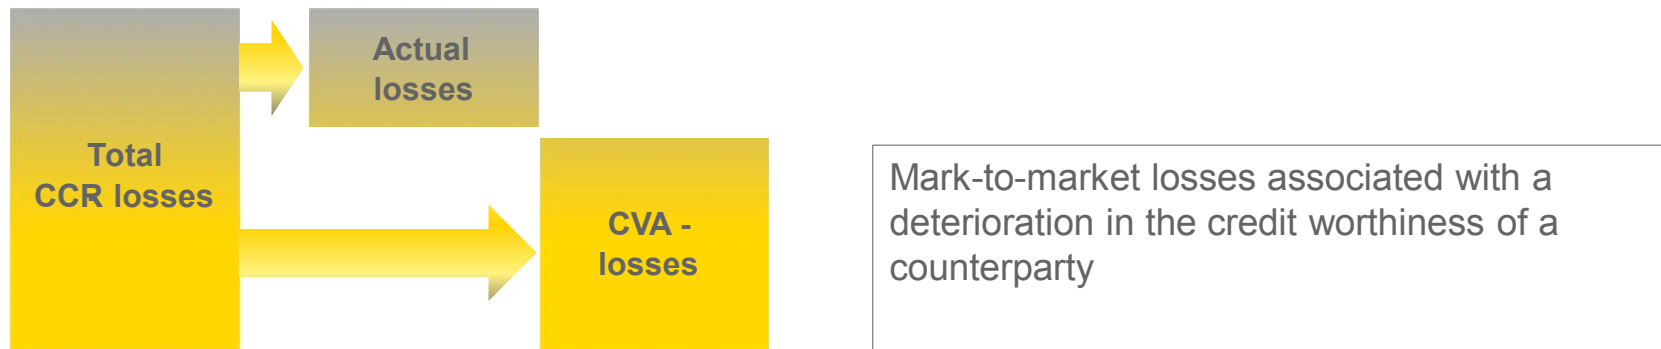 Actual
losses
Total
CCR losses
CVA -
losses
Mark-to-market losses associated with a
deterioration in the credit worthiness of a
counterparty